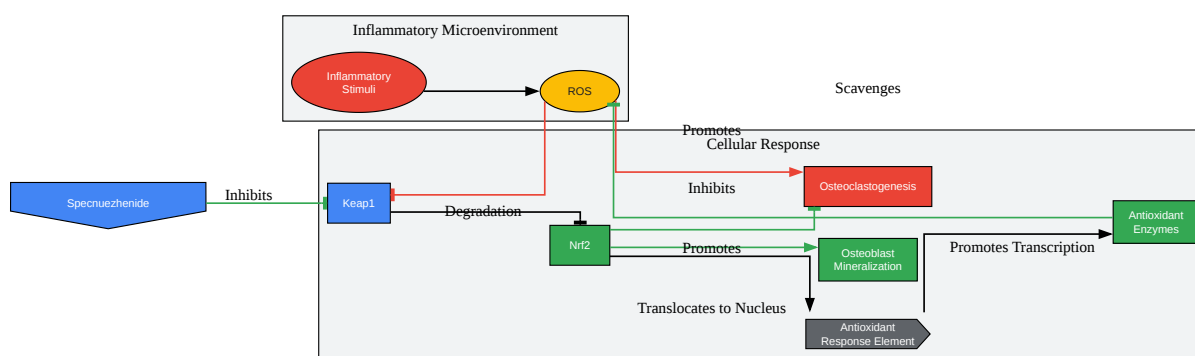 Inflammatory Microenvironment
Inflammatory
Stimuli
ROS
Scavenges
Promotes
Cellular Response
Specnuezhenide
Inhibits
Keap1
Inhibits
Osteoclastogenesis
Degradation
Antioxidant
Enzymes
Nrf2
Promotes
Osteoblast
Mineralization
Promotes Transcription
Translocates to Nucleus
Antioxidant
Response Element